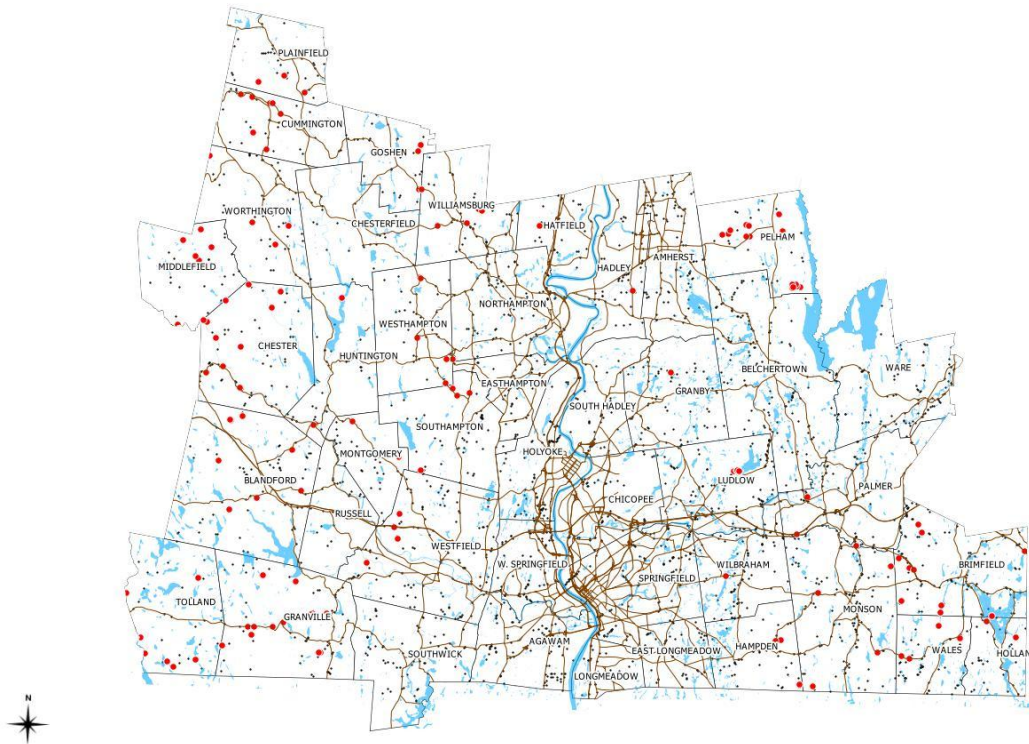 PLAINFIELD
CUMMINGTON
GOSHEN
WORTHINGTON
CHESTERFIELD
WILLIAMSBURG
HATFIELD
PELHAM
MIDDLEFIELD
HADLEY
AMHERST
NORTHAMPTON
WESTHAMPTON
CHESTER
HUNTINGTON
BELCHERTOWN
WARE
EASTHAMPTON
GRANBY
SOUTH HADLEY
SOUTHAMPTON
MONTGOMERY
HOLYOKE
BLANDFORD
LUDLOW
PALMER
CHICOPEE
RUSSELL
WESTFIELD
W. SPRINGFIELD
WILBRAHAM
BRIMFIELD
SPRINGFIELD
TOLLAND
MONSON
GRANVILLE
AGAWAM
HAMPDEN
EAST LONGMEADOW
WALES
HOLLAN
SOUTHWICK
LONGMEADOW
N